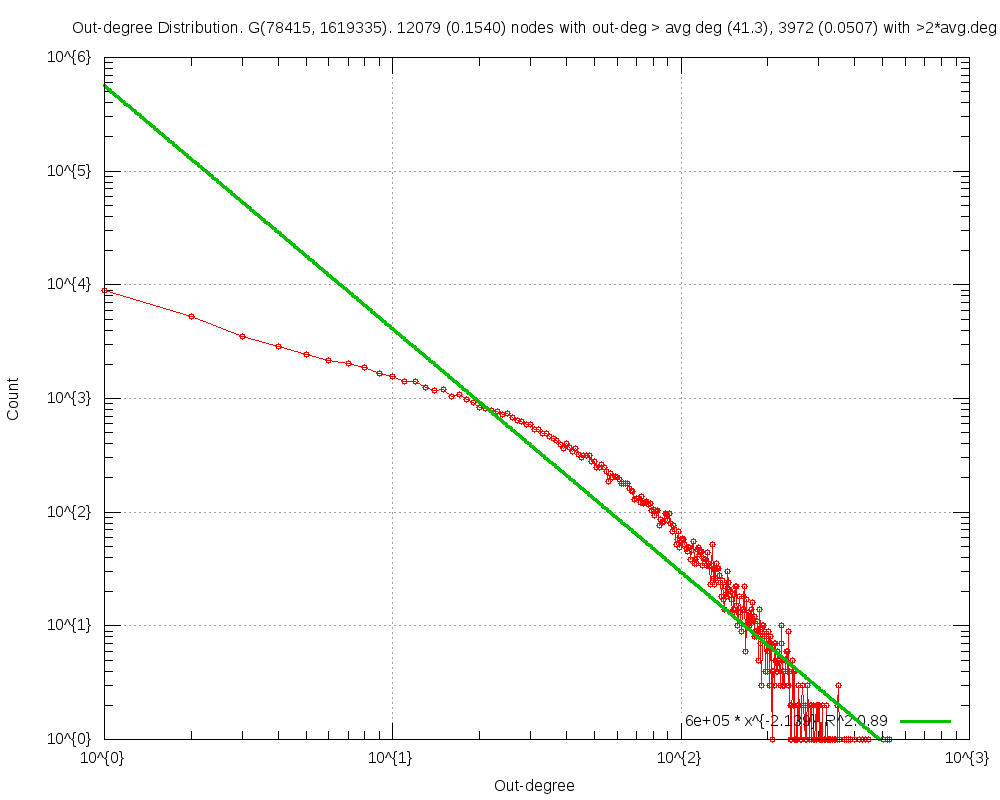 Out-degree Distribution. G(78415, 1619335). 12079 (0.1540) nodes with out-deg > avg deg (41.3), 3972 (0.0507) with >2*avg.deg
10^{6}
10^{5}
10^{4}
10^{3}
10^{2}
10^{1}
10^{0}
Count
6e+05 * x^{-2.139} R^2:0.89
10^{0}
10^{1}
10^{2}
10^{3}
Out-degree